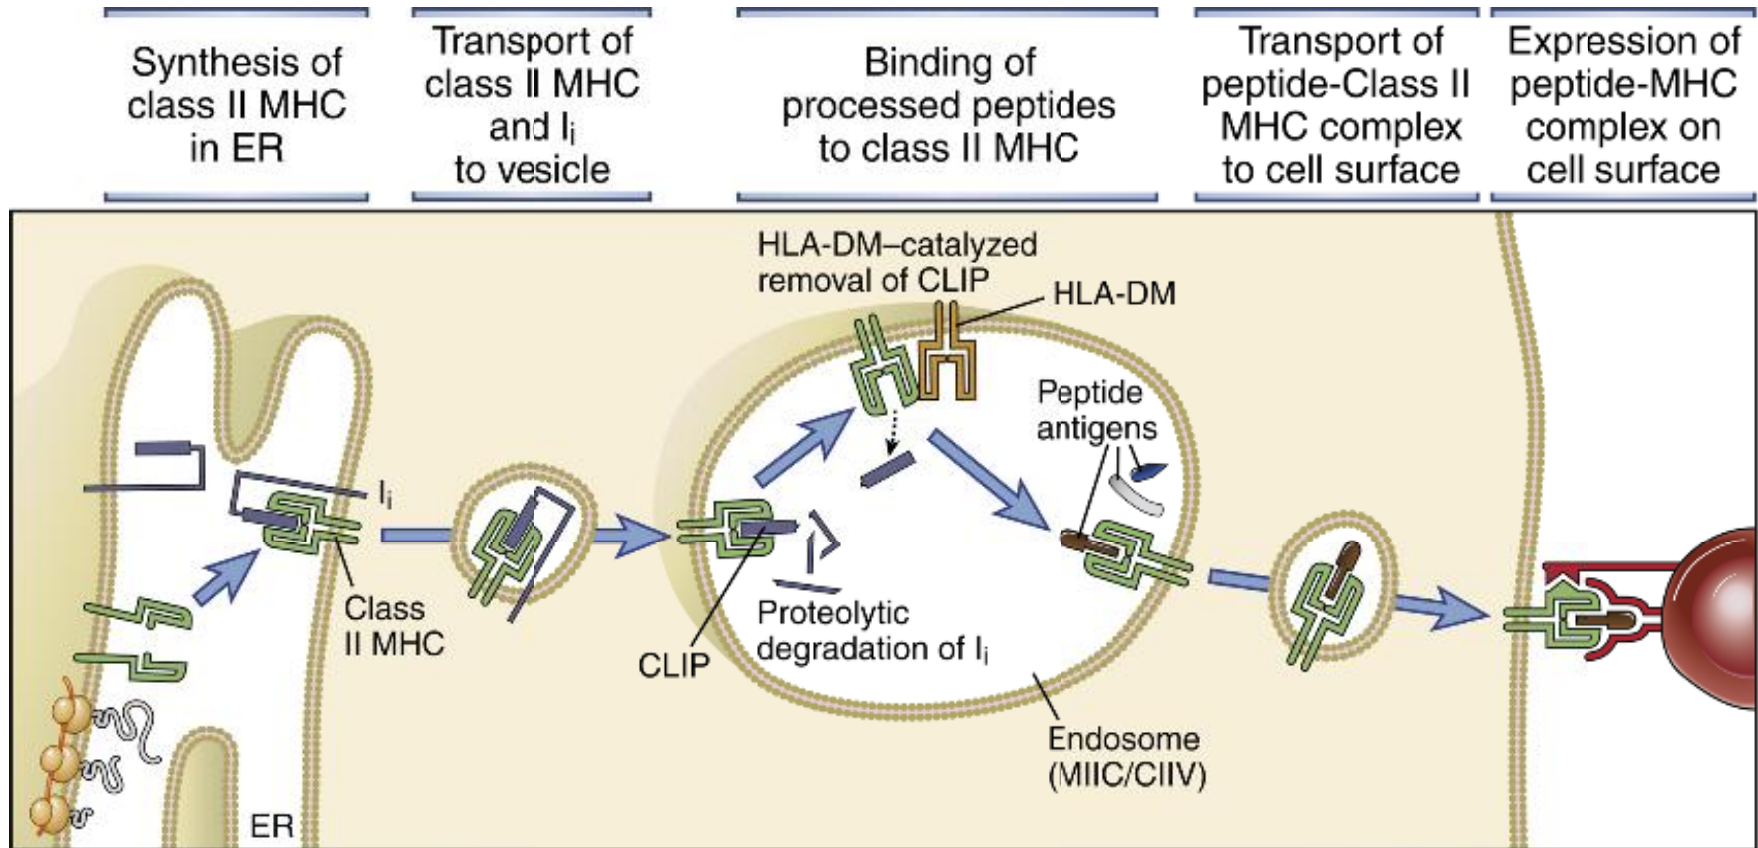 Synthesis of
class II MHC
in ER
Transport of
class II MHC
and Ii
to vesicle
Binding of
processed peptides
to class II MHC
Transport of
peptide-Class II
MHC complex
to cell surface
Expression of
peptide-MHC
complex on
cell surface
HLA-DM–catalyzed
removal of CLIP
HLA-DM
Peptide
antigens
Ii
Class
II MHC
CLIP
Proteolytic
degradation of Ii
Endosome
(MIIC/CIIV)
ER